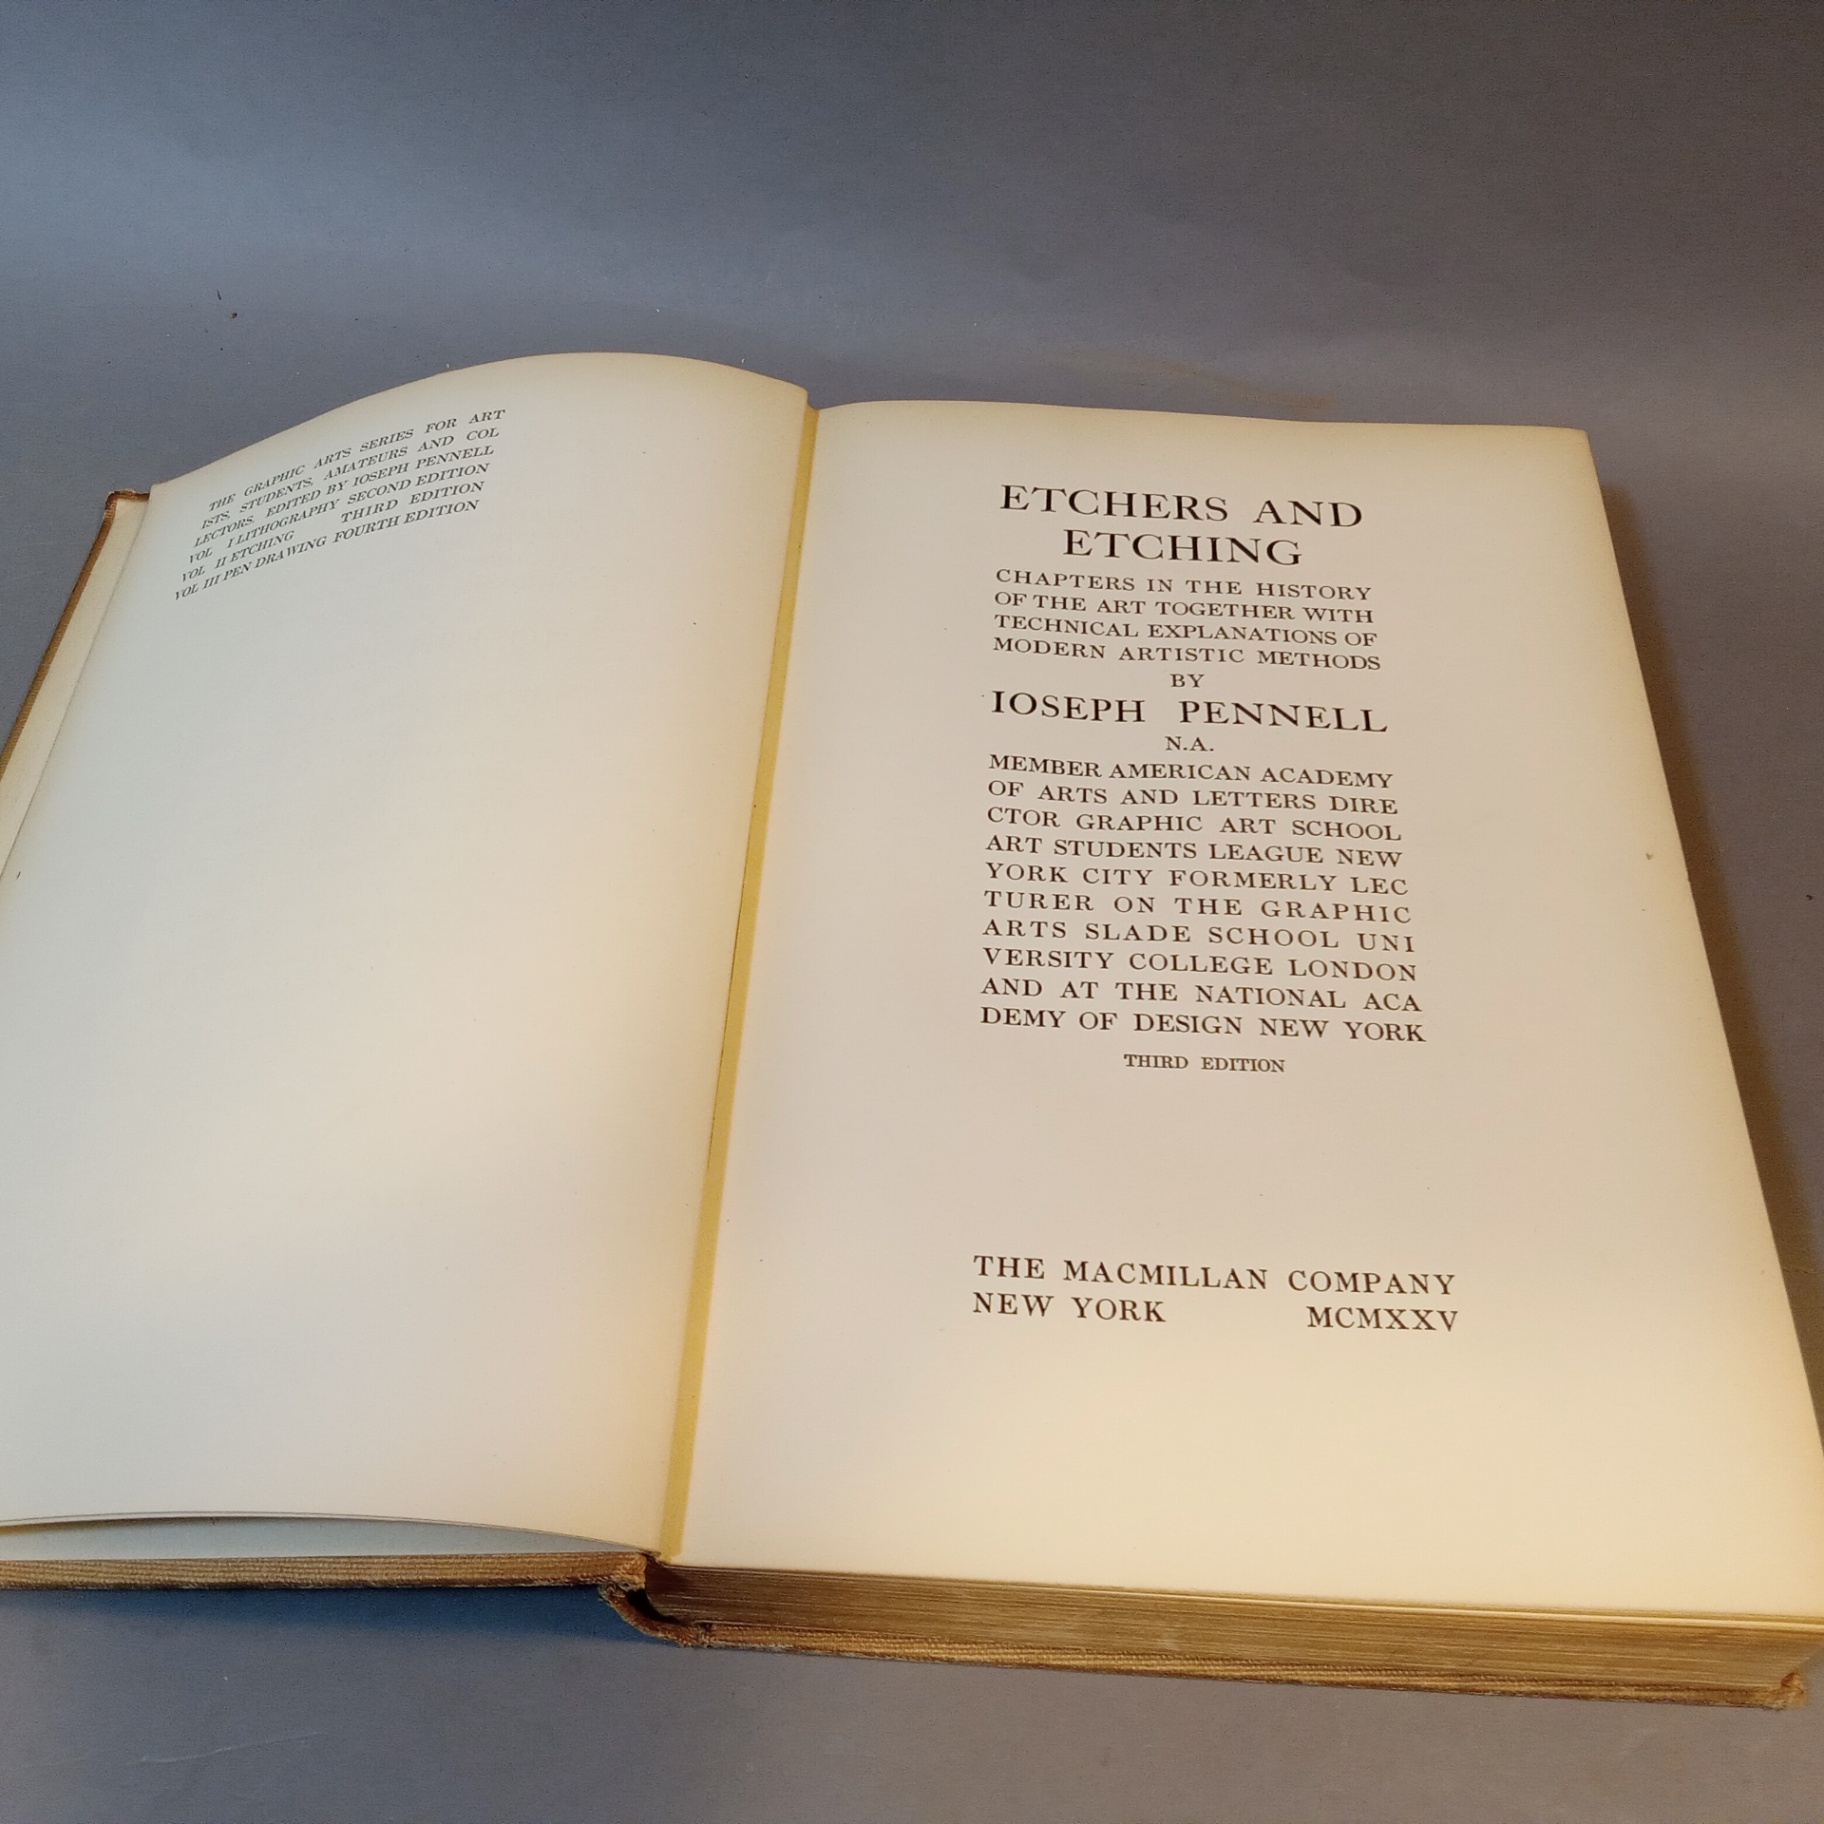 THE GRAPHIC ARTS SERIES FOR ART
ISTS, STUDENTS, AMATEURS AND COL
LECTORS, EDITED BY IOSEPH PENNELL
VOL I LITHOGRAPHY SECOND EDITION
VOL II ETCHING THIRD EDITION
VOL III PEN DRAWING FOURTH EDITION
ETCHERS AND
ETCHING
CHAPTERS IN THE HISTORY
OF THE ART TOGETHER WITH
TECHNICAL EXPLANATIONS OF
MODERN ARTISTIC METHODS
BY
IOSEPH PENNELL
N.A.
MEMBER AMERICAN ACADEMY
OF ARTS AND LETTERS DIRE
CTOR GRAPHIC ART SCHOOL
ART STUDENTS LEAGUE NEW
YORK CITY FORMERLY LEC
TURER ON THE GRAPHIC
ARTS SLADE SCHOOL UNI
VERSITY COLLEGE LONDON
AND AT THE NATIONAL ACA
DEMY OF DESIGN NEW YORK
THIRD EDITION
THE MACMILLAN COMPANY
NEW YORK MCMXXV